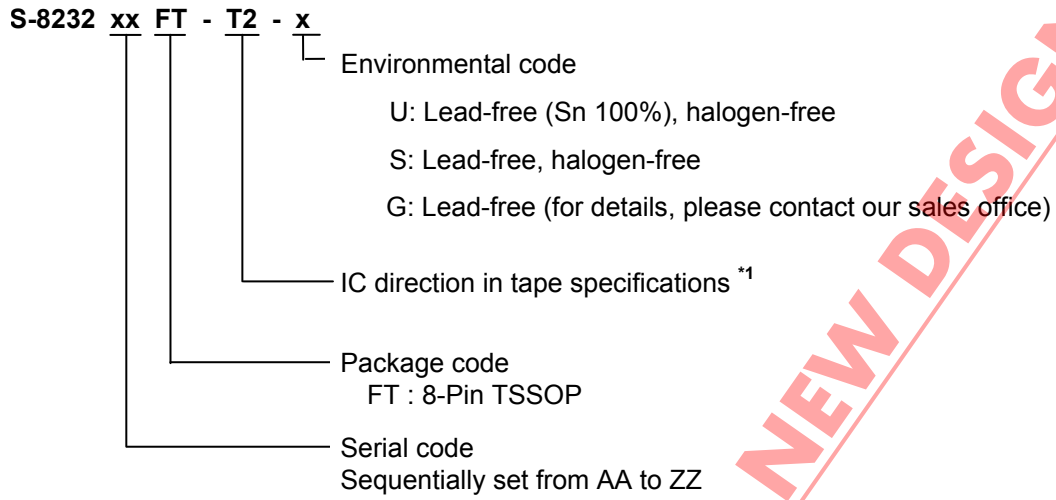 S-8232 xx FT - T2 - x
Environmental code
U: Lead-free (Sn 100%), halogen-free
S: Lead-free, halogen-free
G: Lead-free (for details, please contact our sales office)
IC direction in tape specifications *1
Package code
FT : 8-Pin TSSOP
Serial code
Sequentially set from AA to ZZ
NEW DESIGN